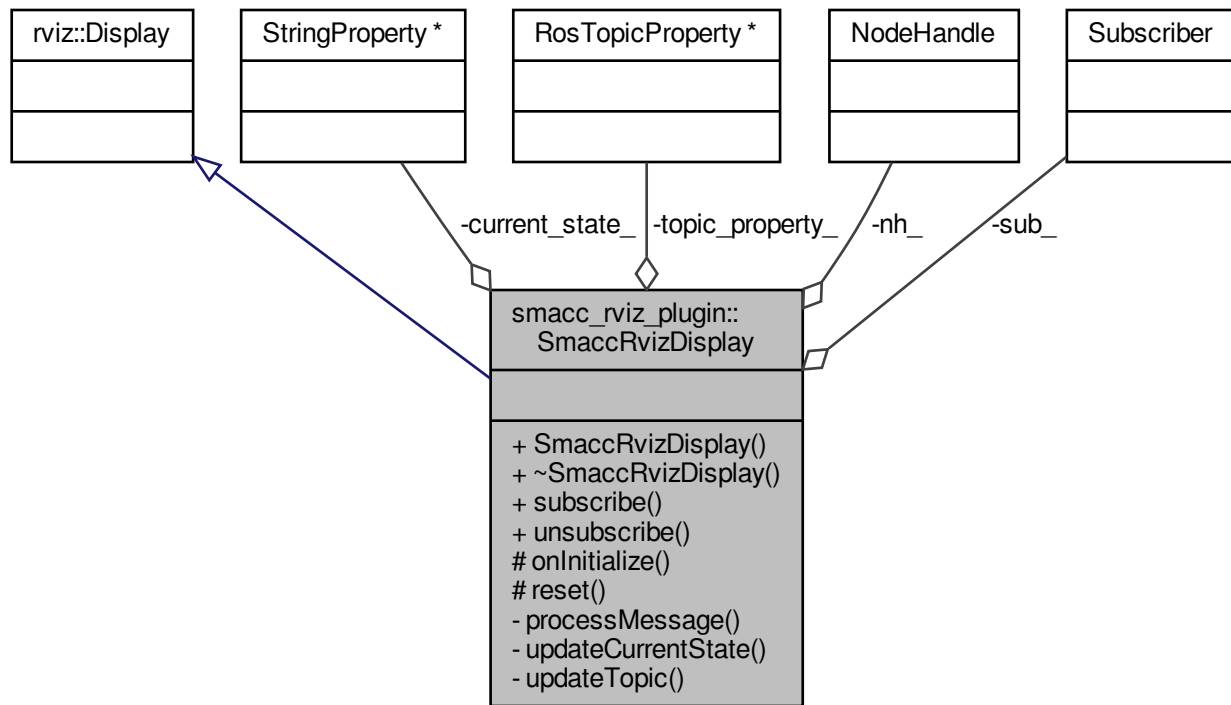 rviz::Display
StringProperty *
RosTopicProperty *
NodeHandle
Subscriber
-current_state_
-topic_property_
-nh_
-sub_
smacc_rviz_plugin::
SmaccRvizDisplay
+ SmaccRvizDisplay()
+ ~SmaccRvizDisplay()
+ subscribe()
+ unsubscribe()
# onInitialize()
# reset()
- processMessage()
- updateCurrentState()
- updateTopic()